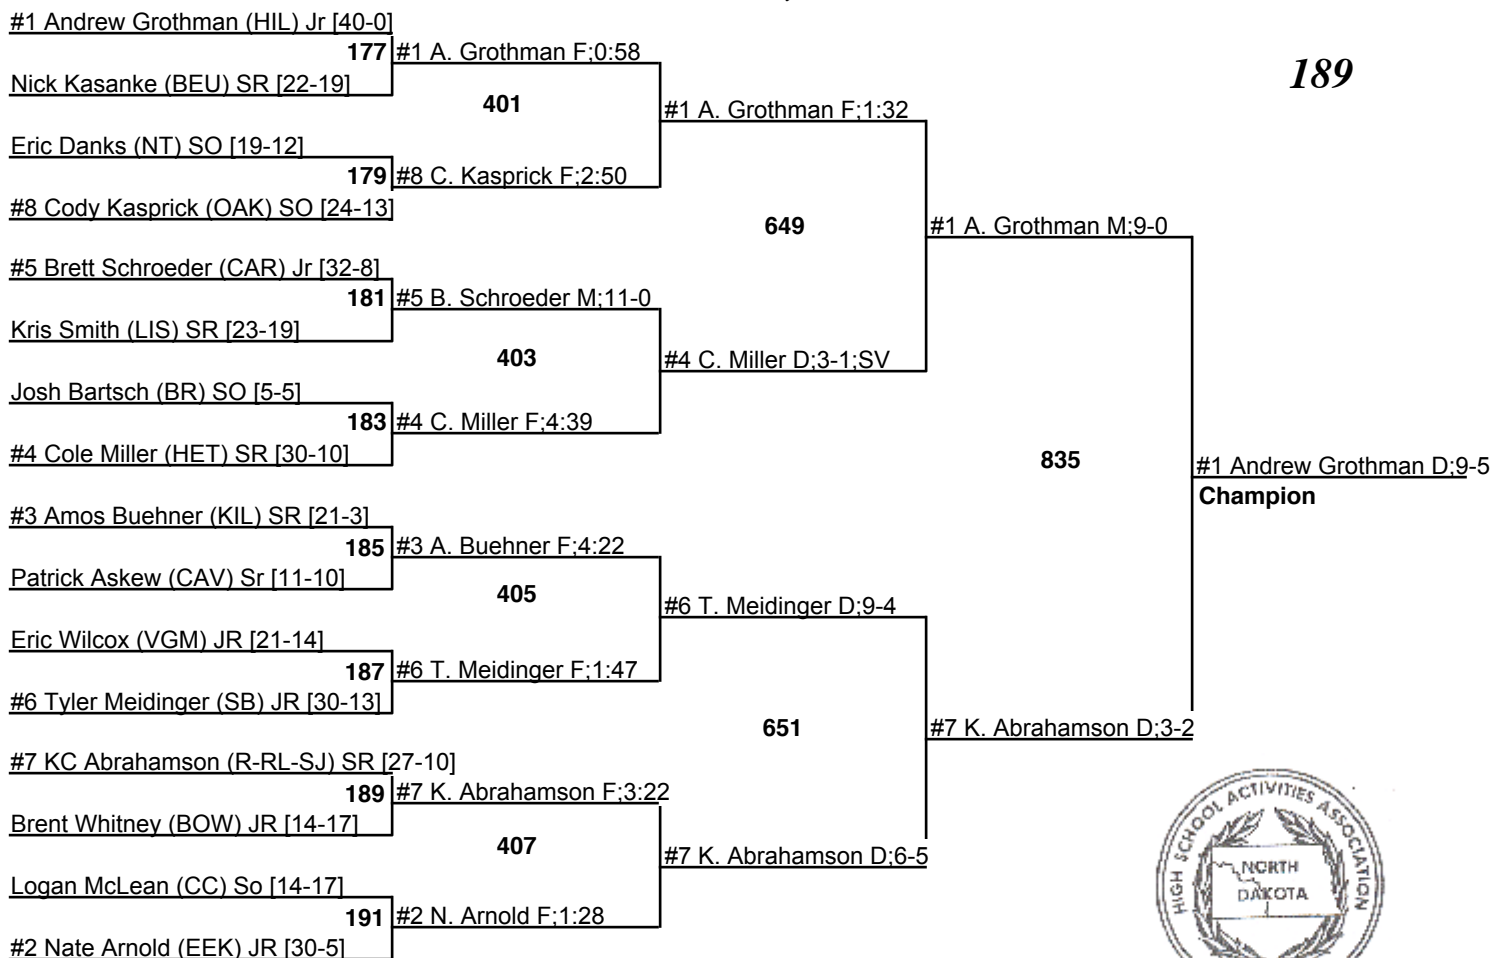 #1 Andrew Grothman (HIL) Jr [40-0]
177 #1 A. Grothman F;0:58
189
Nick Kasanke (BEU) SR [22-19]
401
#1 A. Grothman F;1:32
Eric Danks (NT) SO [19-12]
179 #8 C. Kasprick F;2:50
#8 Cody Kasprick (OAK) SO [24-13]
649
#1 A. Grothman M;9-0
#5 Brett Schroeder (CAR) Jr [32-8]
181 #5 B. Schroeder M;11-0
Kris Smith (LIS) SR [23-19]
403
#4 C. Miller D;3-1;SV
Josh Bartsch (BR) SO [5-5]
183 #4 C. Miller F;4:39
#4 Cole Miller (HET) SR [30-10]
835
#1 Andrew Grothman D;9-5
Champion
#3 Amos Buehner (KIL) SR [21-3]
185 #3 A. Buehner F;4:22
Patrick Askew (CAV) Sr [11-10]
405
#6 T. Meidinger D;9-4
Eric Wilcox (VGM) JR [21-14]
187 #6 T. Meidinger F;1:47
#6 Tyler Meidinger (SB) JR [30-13]
651
#7 K. Abrahamson D;3-2
#7 KC Abrahamson (R-RL-SJ) SR [27-10]
189 #7 K. Abrahamson F;3:22
Brent Whitney (BOW) JR [14-17]
407
#7 K. Abrahamson D;6-5
Logan McLean (CC) So [14-17]
191 #2 N. Arnold F;1:28
#2 Nate Arnold (EEK) JR [30-5]
HIGH SCHOOL ACTIVITIES ASSOCIATION
NORTH
DAKOTA